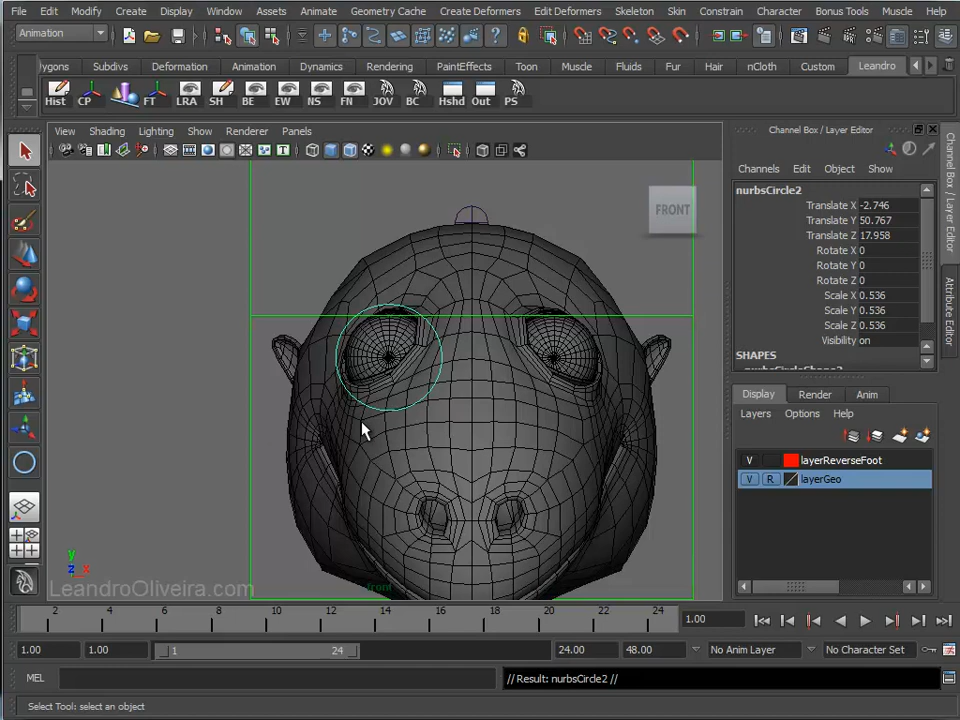 File Edit Modify Create Display Window Assets Animate Geometry Cache Create Deformers Edit Deformers Skeleton Skin Constrain Character Bonus Tools Muscle Help
Animation
olygons Subdivs Deformation Animation Dynamics Rendering PaintEffects Toon Muscle Fluids Fur Hair nCloth Custom Leandro
Hist CP FT LRA SH BE EW NS FN JOV BC Hshd Out PS
View Shading Lighting Show Renderer Panels
FRONT
front
y
z x
LeandroOliveira.com
Channel Box / Layer Editor
Channels Edit Object Show
nurbsCircle2
Translate X -2.746
Translate Y 50.767
Translate Z 17.958
Rotate X 0
Rotate Y 0
Rotate Z 0
Scale X 0.536
Scale Y 0.536
Scale Z 0.536
Visibility on
SHAPES
Display Render Anim
Layers Options Help
V layerReverseFoot
V R layerGeo
Channel Box / Layer Editor
Attribute Editor
2 4 6 8 10 12 14 16 18 20 22 24
1.00
1.00 1.00 1 24 24.00 48.00 No Anim Layer No Character Set
MEL // Result: nurbsCircle2 //
Select Tool: select an object